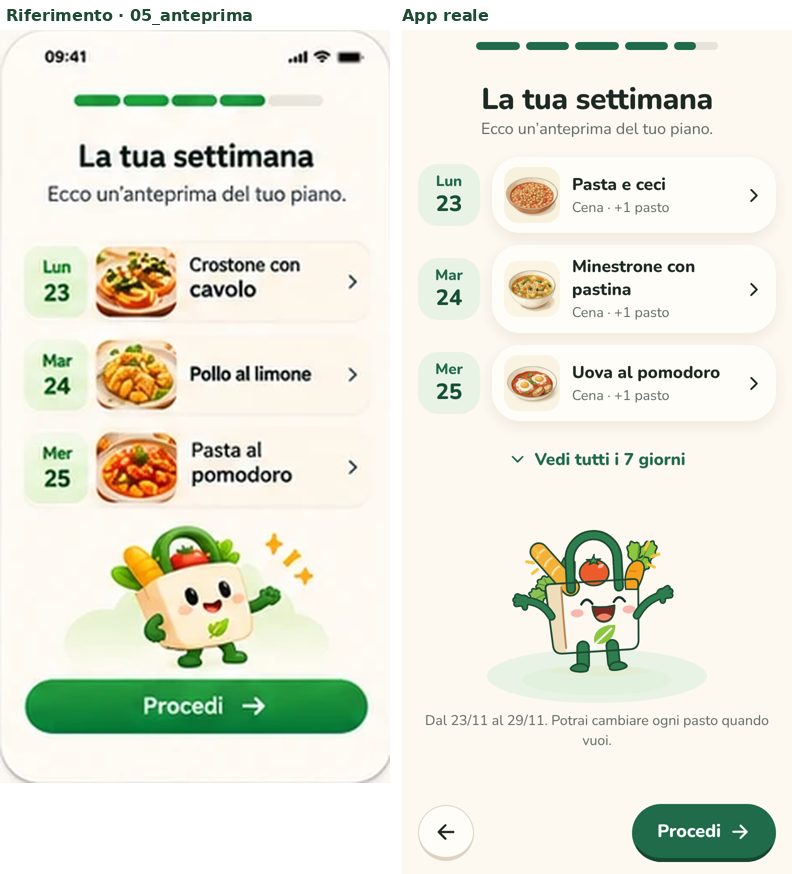 Riferimento · 05_anteprima
09:41
La tua settimana
Ecco un'anteprima del tuo piano.
Lun
23
Crostone con
cavolo
Mar
24
Pollo al limone
Mer
25
Pasta al
pomodoro
Procedi
App reale
La tua settimana
Ecco un'anteprima del tuo piano.
Lun
23
Pasta e ceci
Cena · +1 pasto
Mar
24
Minestrone con
pastina
Cena · +1 pasto
Mer
25
Uova al pomodoro
Cena · +1 pasto
Vedi tutti i 7 giorni
Dal 23/11 al 29/11. Potrai cambiare ogni pasto quando
vuoi.
Procedi